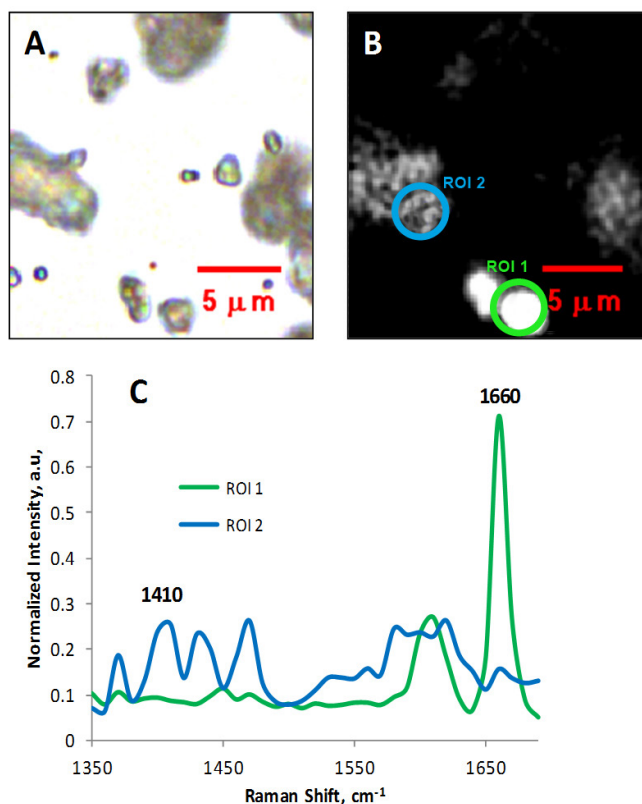 A
5 μm
B
ROI 2
ROI 1
5 μm
C
0.8
0.7
0.6
0.5
0.4
0.3
0.2
0.1
0
Normalized Intensity, a.u,
1660
ROI 1
ROI 2
1410
1350
1450
1550
1650
Raman Shift, cm⁻¹